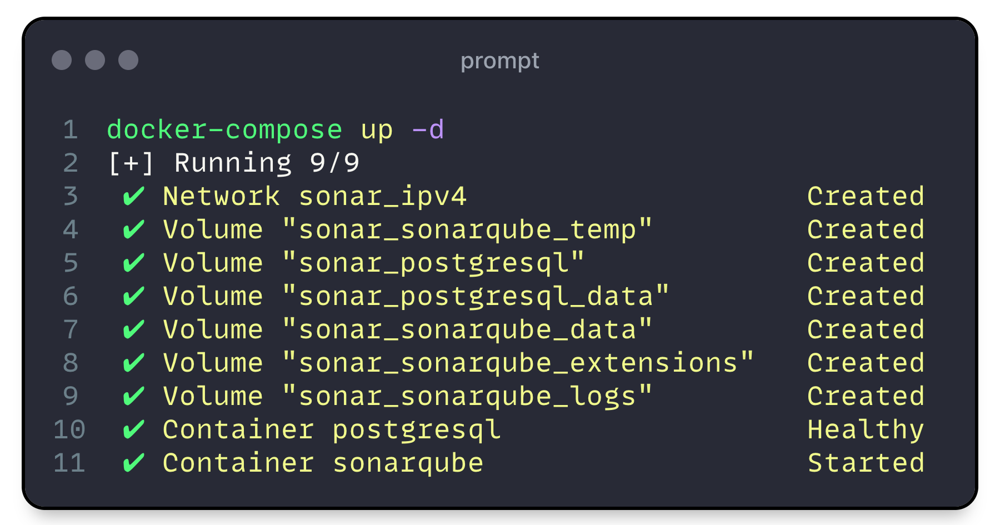 prompt
1 docker-compose up -d
2 [+] Running 9/9
3 ✔ Network sonar_ipv4 Created
4 ✔ Volume "sonar_sonarqube_temp" Created
5 ✔ Volume "sonar_postgresql" Created
6 ✔ Volume "sonar_postgresql_data" Created
7 ✔ Volume "sonar_sonarqube_data" Created
8 ✔ Volume "sonar_sonarqube_extensions" Created
9 ✔ Volume "sonar_sonarqube_logs" Created
10 ✔ Container postgresql Healthy
11 ✔ Container sonarqube Started